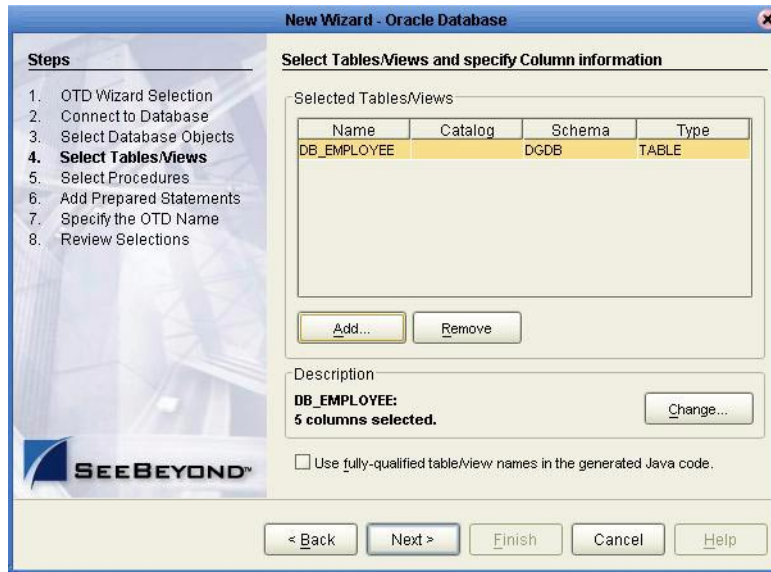 New Wizard - Oracle Database
Steps
1. OTD Wizard Selection
2. Connect to Database
3. Select Database Objects
4. Select Tables/Views
5. Select Procedures
6. Add Prepared Statements
7. Specify the OTD Name
8. Review Selections
SEEBEYOND™
Select Tables/Views and specify Column information
Selected Tables/Views
Name Catalog Schema Type
DB_EMPLOYEE DGDB TABLE
Add... Remove
Description
DB_EMPLOYEE:
5 columns selected.
Change...
Use fully-qualified table/view names in the generated Java code.
< Back Next > Finish Cancel Help